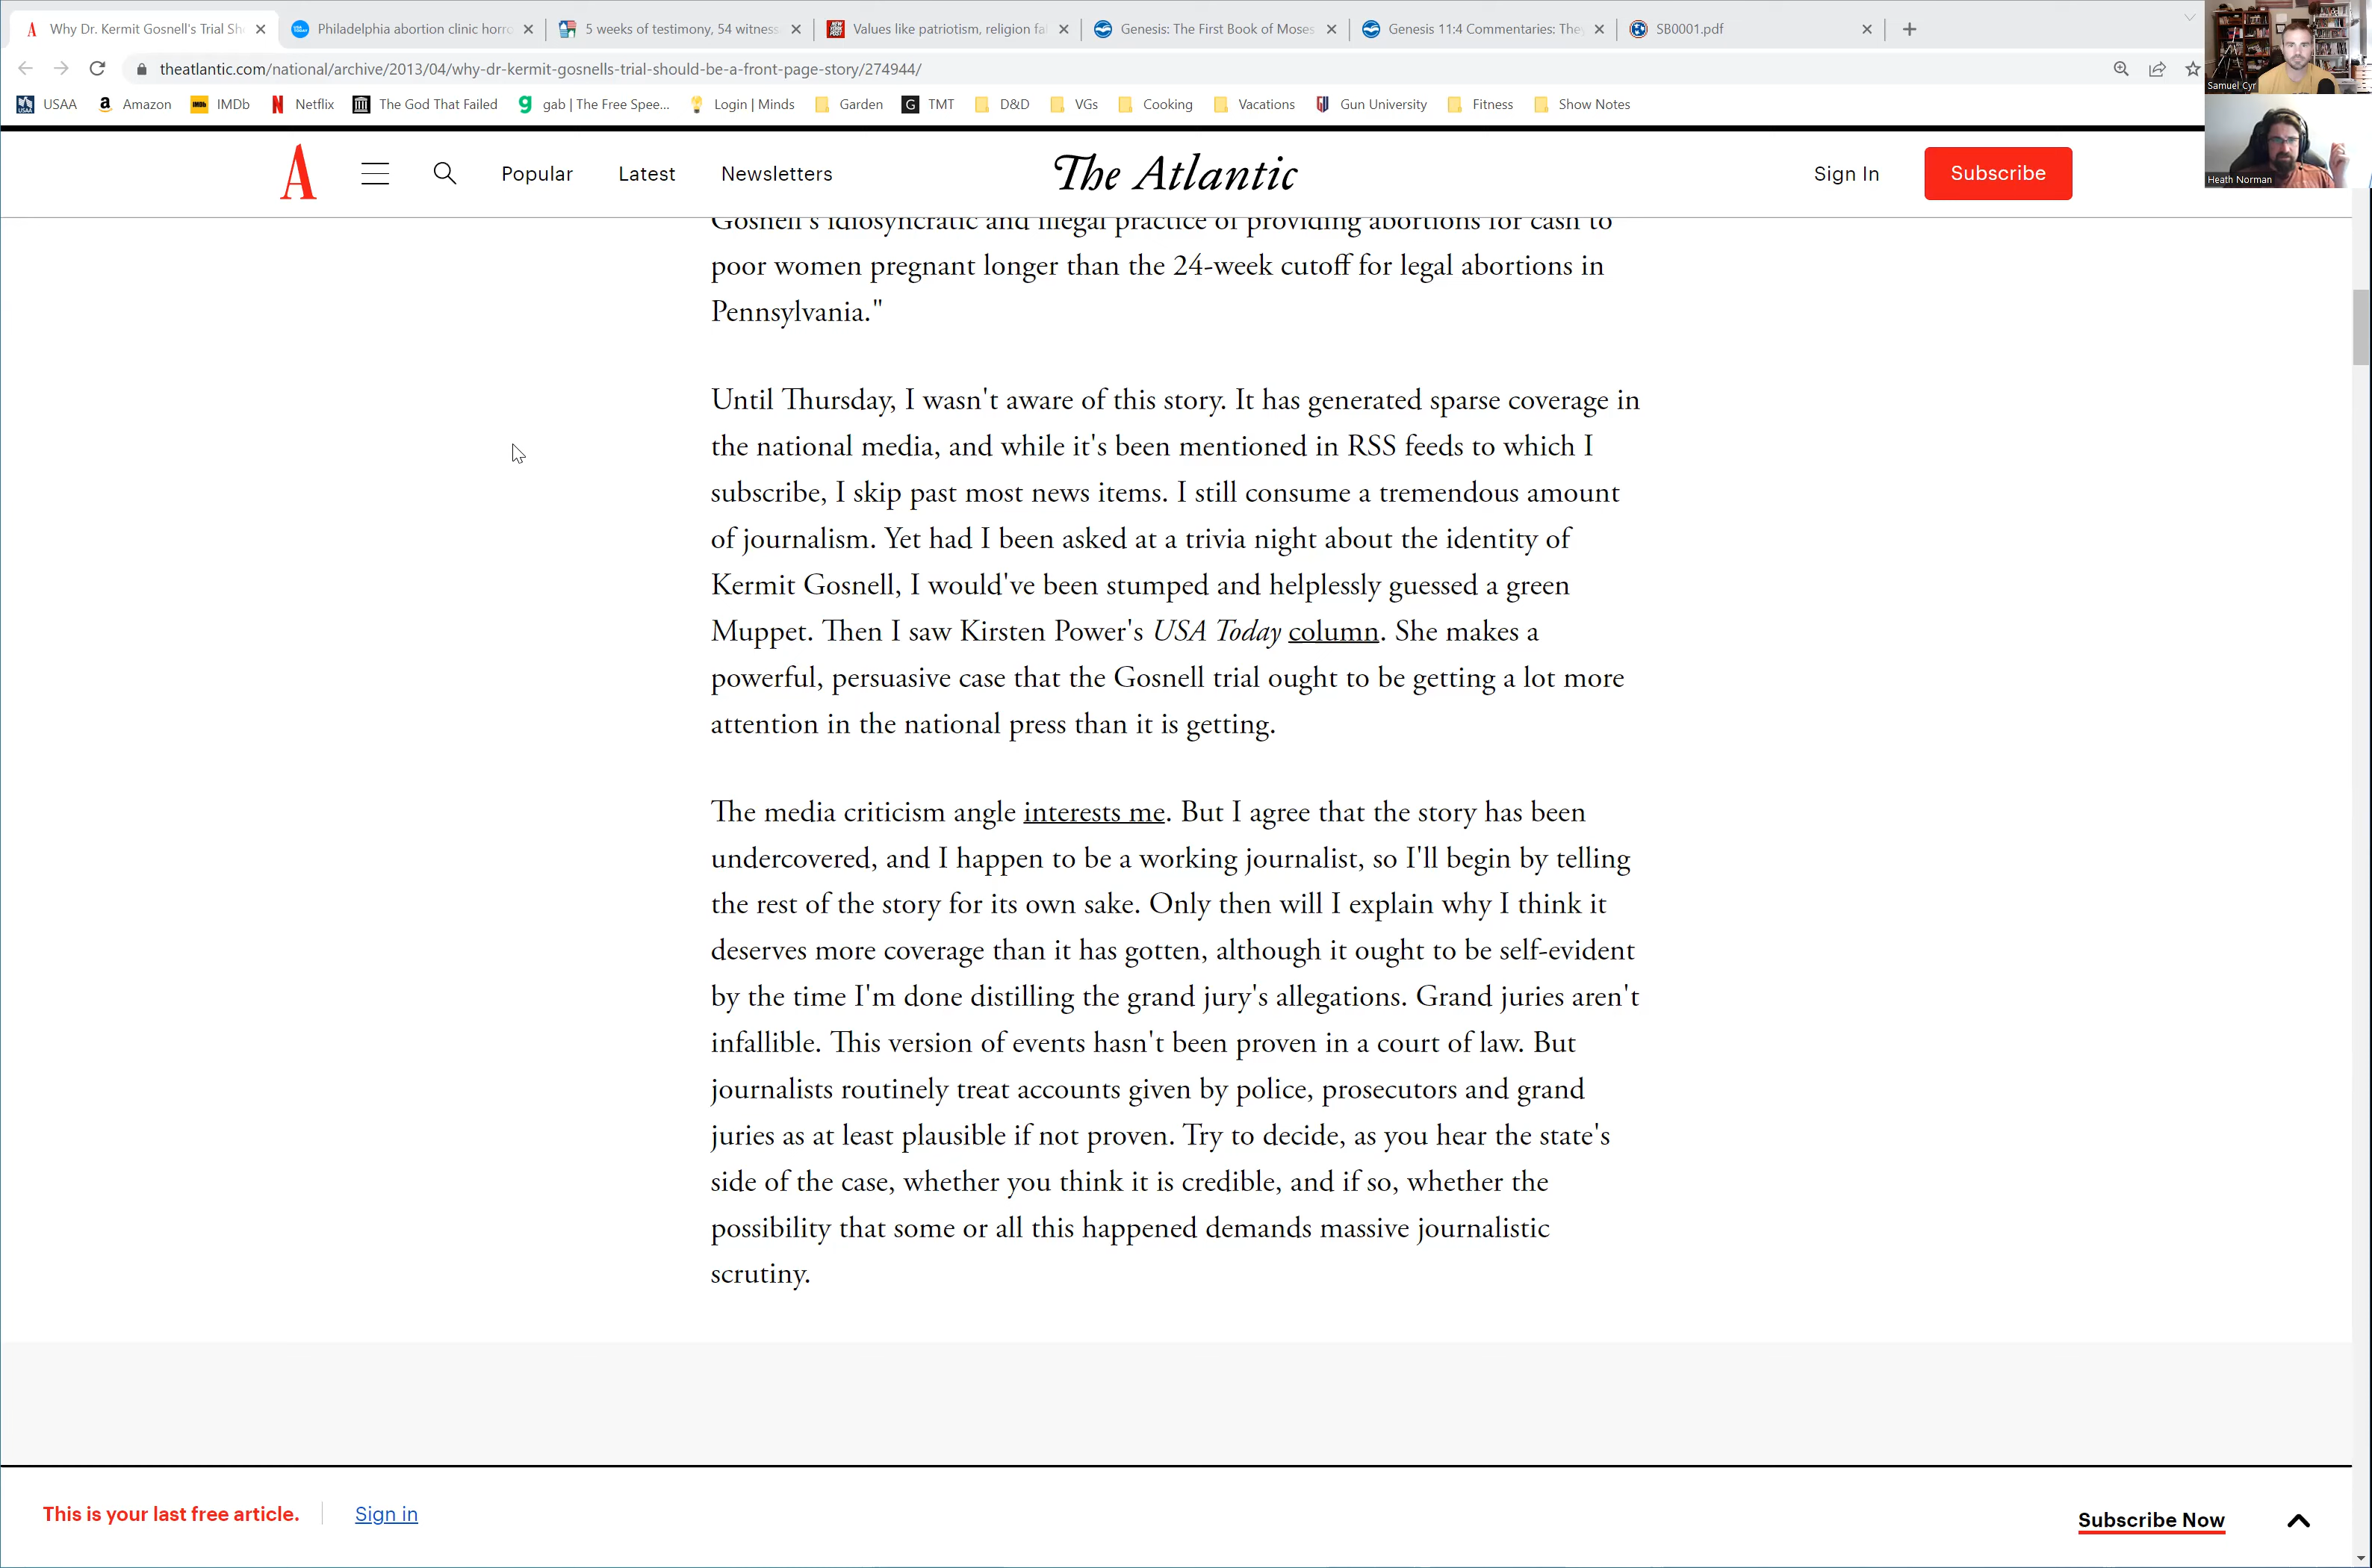 Why Dr. Kermit Gosnell's Trial Sh
Philadelphia abortion clinic horro
5 weeks of testimony, 54 witness
Values like patriotism, religion fa
Genesis: The First Book of Moses
Genesis 11:4 Commentaries: The
SB0001.pdf
theatlantic.com/national/archive/2013/04/why-dr-kermit-gosnells-trial-should-be-a-front-page-story/274944/
USAA
Amazon
IMDb
Netflix
The God That Failed
gab | The Free Spee...
Login | Minds
Garden
TMT
D&D
VGs
Cooking
Vacations
Gun University
Fitness
Show Notes
Samuel Cyr
Heath Norman
Popular
Latest
Newsletters
The Atlantic
Sign In
Subscribe
Gosnell's idiosyncratic and illegal practice of providing abortions for cash to
poor women pregnant longer than the 24-week cutoff for legal abortions in
Pennsylvania."
Until Thursday, I wasn't aware of this story. It has generated sparse coverage in
the national media, and while it's been mentioned in RSS feeds to which I
subscribe, I skip past most news items. I still consume a tremendous amount
of journalism. Yet had I been asked at a trivia night about the identity of
Kermit Gosnell, I would've been stumped and helplessly guessed a green
Muppet. Then I saw Kirsten Power's USA Today column. She makes a
powerful, persuasive case that the Gosnell trial ought to be getting a lot more
attention in the national press than it is getting.
The media criticism angle interests me. But I agree that the story has been
undercovered, and I happen to be a working journalist, so I'll begin by telling
the rest of the story for its own sake. Only then will I explain why I think it
deserves more coverage than it has gotten, although it ought to be self-evident
by the time I'm done distilling the grand jury's allegations. Grand juries aren't
infallible. This version of events hasn't been proven in a court of law. But
journalists routinely treat accounts given by police, prosecutors and grand
juries as at least plausible if not proven. Try to decide, as you hear the state's
side of the case, whether you think it is credible, and if so, whether the
possibility that some or all this happened demands massive journalistic
scrutiny.
This is your last free article.
Sign in
Subscribe Now